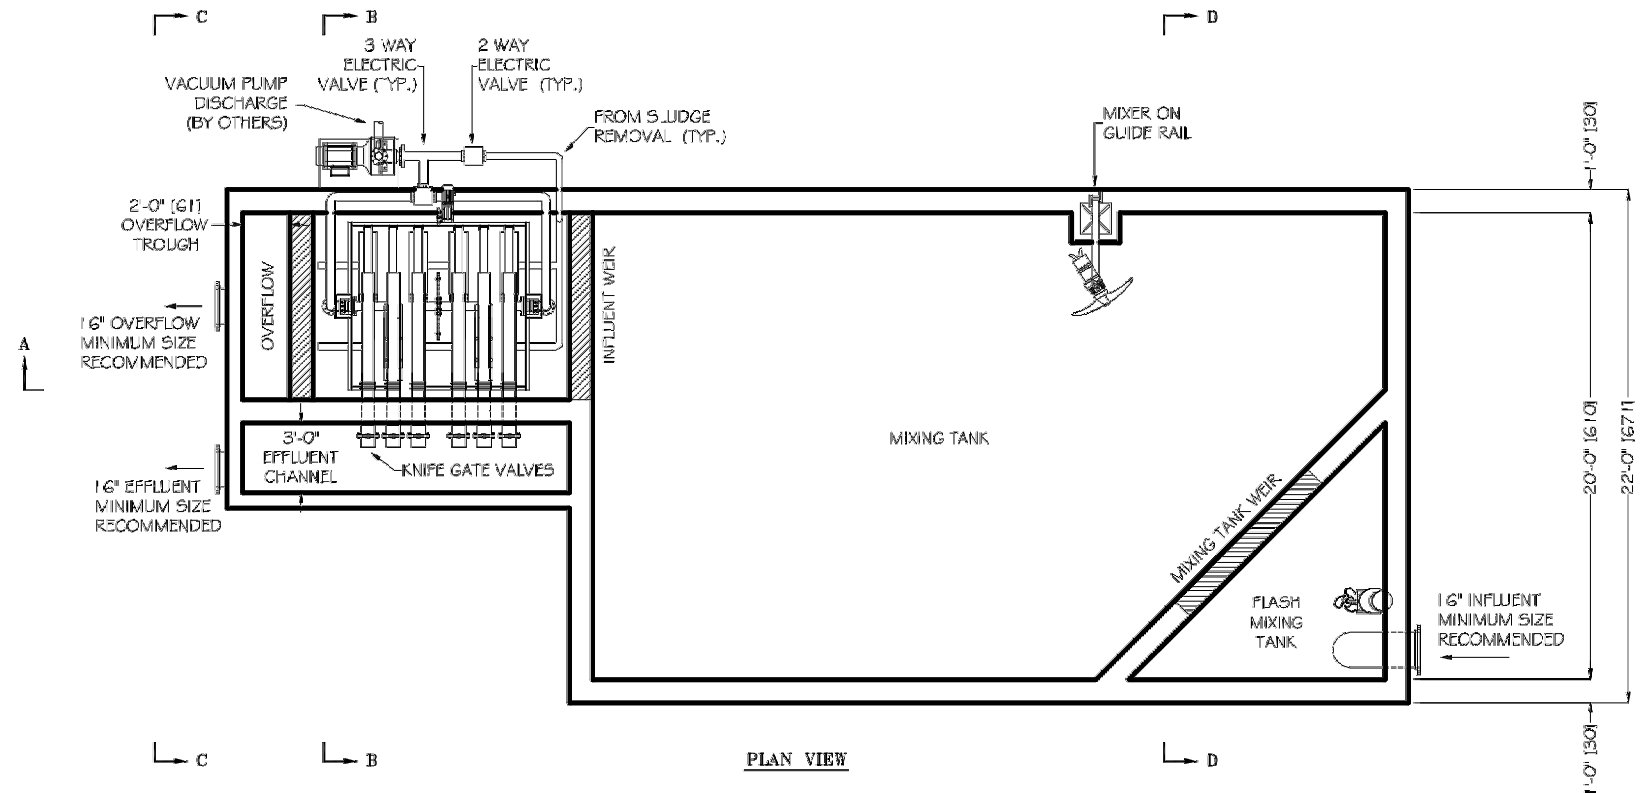 C
B
D
3 WAY
ELECTRIC
VALVE (TYP.)
2 WAY
ELECTRIC
VALVE (TYP.)
VACUUM PUMP
DISCHARGE
(BY OTHERS)
FROM SLUDGE
REMOVAL (TYP.)
MIXER ON
GUIDE RAIL
1'-0" [30]
2'-0" [61]
OVERFLOW
TROUGH
OVERFLOW
INFLUENT WEIR
16" OVERFLOW
MINIMUM SIZE
RECOMMENDED
A
3'-0"
EFFLUENT
CHANNEL
KNIFE GATE VALVES
MIXING TANK
20'-0" [610]
22'-0" [671]
16" EFFLUENT
MINIMUM SIZE
RECOMMENDED
MIXING TANK WEIR
FLASH
MIXING
TANK
16" INFLUENT
MINIMUM SIZE
RECOMMENDED
1'-0" [30]
C
B
PLAN VIEW
D